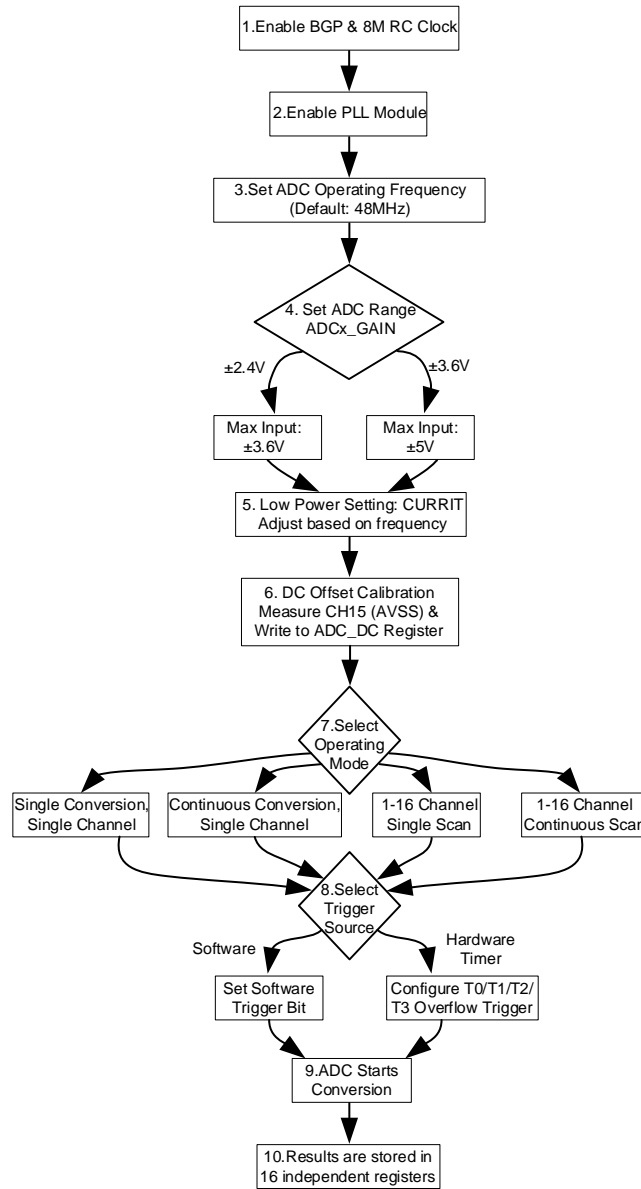 1.Enable BGP & 8M RC Clock
2.Enable PLL Module
3.Set ADC Operating Frequency
(Default: 48MHz)
4. Set ADC Range
ADCx_GAIN
±2.4V
±3.6V
Max Input:
±3.6V
Max Input:
±5V
5. Low Power Setting: CURRIT
Adjust based on frequency
6. DC Offset Calibration
Measure CH15 (AVSS) &
Write to ADC_DC Register
7.Select
Operating
Mode
Single Conversion,
Single Channel
Continuous Conversion,
Single Channel
1-16 Channel
Single Scan
1-16 Channel
Continuous Scan
8.Select
Trigger
Source
Software
Hardware
Timer
Set Software
Trigger Bit
Configure T0/T1/T2/
T3 Overflow Trigger
9.ADC Starts
Conversion
10.Results are stored in
16 independent registers